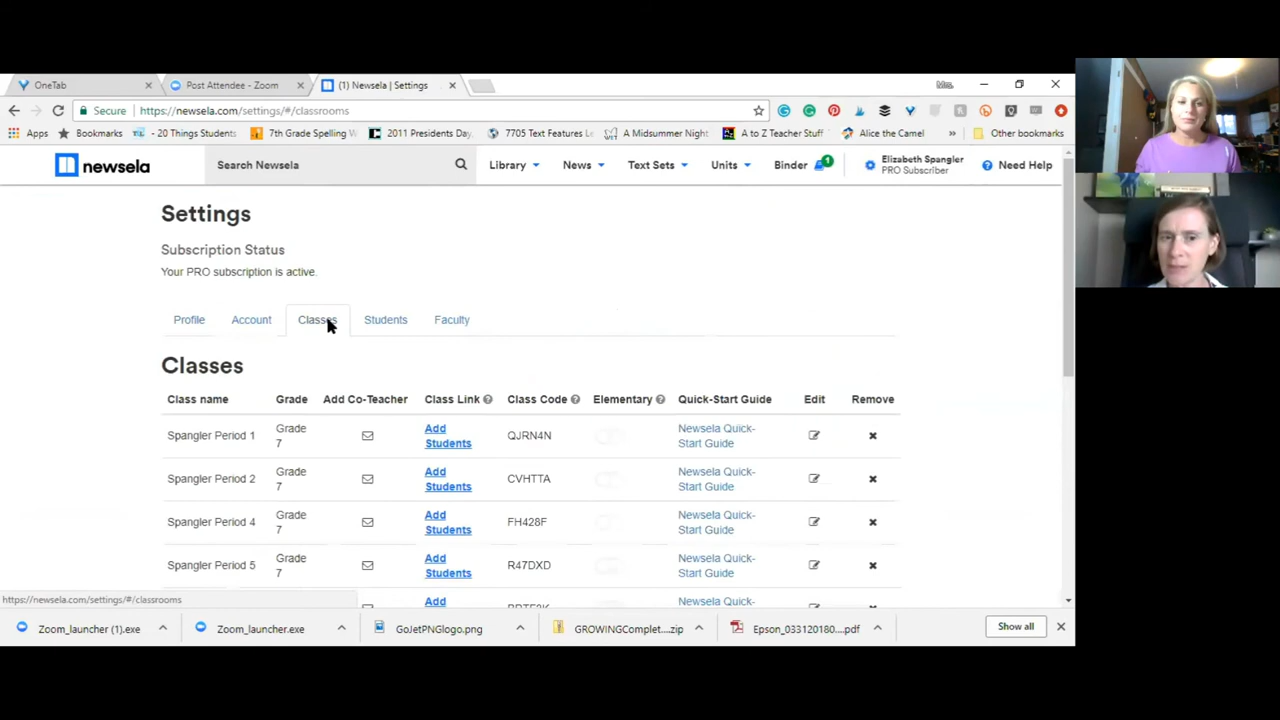 OneTab
Post Attendee - Zoom
(1) Newsela | Settings
Secure
https://newsela.com/settings/#/classrooms
Apps
Bookmarks
- 20 Things Students
7th Grade Spelling W
2011 Presidents Day
7705 Text Features Le
A Midsummer Night
A to Z Teacher Stuff
Alice the Camel
»
Other bookmarks
newsela
Search Newsela
Library
News
Text Sets
Units
Binder
1
Elizabeth Spangler
PRO Subscriber
Need Help
Settings
Subscription Status
Your PRO subscription is active.
Profile
Account
Classes
Students
Faculty
Classes
Class name Grade Add Co-Teacher Class Link Class Code Elementary Quick-Start Guide Edit Remove
Spangler Period 1 Grade 7 Add Students QJRN4N Newsela Quick-Start Guide
Spangler Period 2 Grade 7 Add Students CVHTTA Newsela Quick-Start Guide
Spangler Period 4 Grade 7 Add Students FH428F Newsela Quick-Start Guide
Spangler Period 5 Grade 7 Add Students R47DXD Newsela Quick-Start Guide
Grade Add Newsela Quick-
https://newsela.com/settings/#/classrooms
Zoom_launcher (1).exe
Zoom_launcher.exe
GoJetPNGlogo.png
GROWINGComplet....zip
Epson_033120180....pdf
Show all